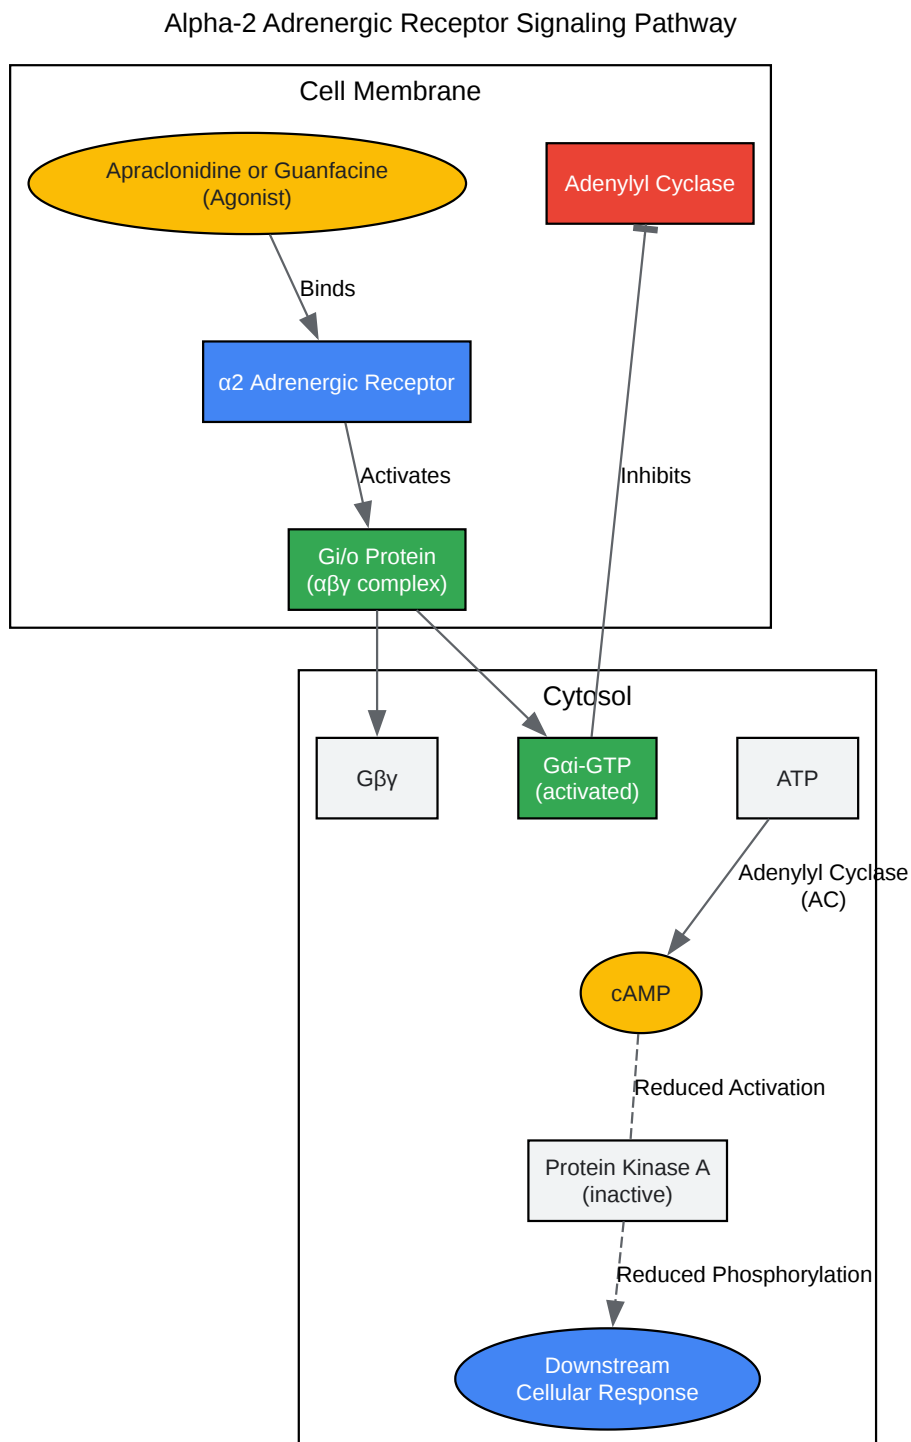 Alpha-2 Adrenergic Receptor Signaling Pathway
Cell Membrane
Apraclonidine or Guanfacine
(Agonist)
Adenylyl Cyclase
Binds
α2 Adrenergic Receptor
Activates
Inhibits
Gi/o Protein
(αβγ complex)
Cytosol
Gβγ
Gαi-GTP
(activated)
ATP
Adenylyl Cyclase
(AC)
cAMP
Reduced Activation
Protein Kinase A
(inactive)
Reduced Phosphorylation
Downstream
Cellular Response